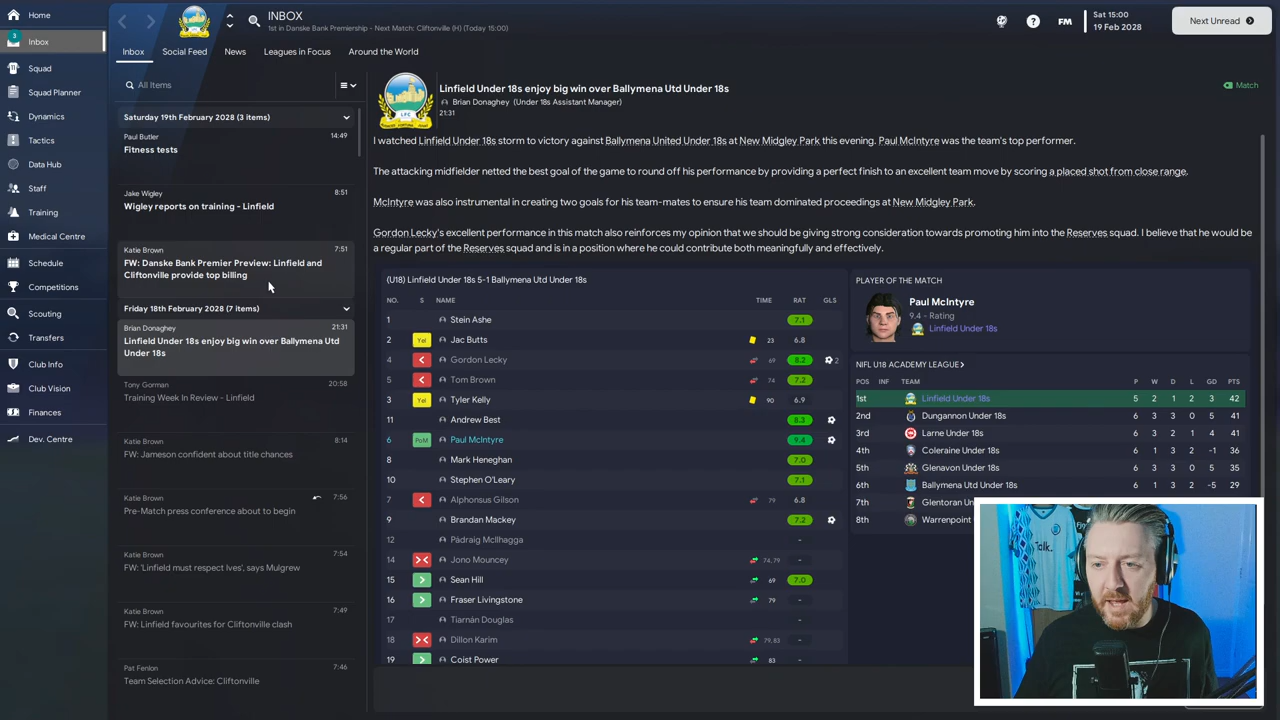 Home
3
Inbox
Squad
Squad Planner
Dynamics
Tactics
Data Hub
Staff
Training
Medical Centre
Schedule
Competitions
Scouting
Transfers
Club Info
Club Vision
Finances
Dev. Centre
INBOX
1st in Danske Bank Premiership - Next Match: Cliftonville (H) (Today 15:00)
FM
Sat 15:00
19 Feb 2028
Next Unread
Inbox Social Feed News Leagues in Focus Around the World
All Items
Saturday 19th February 2028 (3 items)
Paul Butler 14:49
Fitness tests
Jake Wigley 8:51
Wigley reports on training - Linfield
Katie Brown 7:51
FW: Danske Bank Premier Preview: Linfield and
Cliftonville provide top billing
Friday 18th February 2028 (7 items)
Brian Donaghey 21:31
Linfield Under 18s enjoy big win over Ballymena Utd
Under 18s
Tony Gorman 20:58
Training Week In Review - Linfield
Katie Brown 8:14
FW: Jameson confident about title chances
Katie Brown 7:56
Pre-Match press conference about to begin
Katie Brown 7:54
FW: 'Linfield must respect Ives', says Mulgrew
Katie Brown 7:49
FW: Linfield favourites for Cliftonville clash
Pat Fenlon 7:46
Team Selection Advice: Cliftonville
Linfield Under 18s enjoy big win over Ballymena Utd Under 18s
Brian Donaghey (Under 18s Assistant Manager)
21:31
Match
I watched Linfield Under 18s storm to victory against Ballymena United Under 18s at New Midgley Park this evening. Paul McIntyre was the team's top performer.
The attacking midfielder netted the best goal of the game to round off his performance by providing a perfect finish to an excellent team move by scoring a placed shot from close range.
McIntyre was also instrumental in creating two goals for his team-mates to ensure his team dominated proceedings at New Midgley Park.
Gordon Lecky's excellent performance in this match also reinforces my opinion that we should be giving strong consideration towards promoting him into the Reserves squad. I believe that he would be
a regular part of the Reserves squad and is in a position where he could contribute both meaningfully and effectively.
(U18) Linfield Under 18s 5-1 Ballymena Utd Under 18s
NO. S NAME TIME RAT GLS
1 Stein Ashe 7.1
2 Yel Jac Butts 23 6.8
4 Gordon Lecky 69 8.2 2
5 Tom Brown 74 7.2
3 Yel Tyler Kelly 90 6.9
11 Andrew Best 8.3
6 PoM Paul McIntyre 9.4
8 Mark Heneghan 7.0
10 Stephen O'Leary 7.1
7 Alphonsus Gilson 79 6.8
9 Brandan Mackey 7.2
12 Pádraig McIlhagga -
14 Jono Mouncey 74,79 -
15 Sean Hill 69 7.0
16 Fraser Livingstone 79 -
17 Tiarnán Douglas -
18 Dillon Karim 79,83 -
19 Coist Power 83 -
PLAYER OF THE MATCH
Paul McIntyre
9.4 - Rating
Linfield Under 18s
NIFL U18 ACADEMY LEAGUE
POS INF TEAM P W D L GD PTS
1st Linfield Under 18s 5 2 1 2 3 42
2nd Dungannon Under 18s 6 3 3 0 5 41
3rd Larne Under 18s 6 3 2 1 4 41
4th Coleraine Under 18s 6 1 3 2 -1 36
5th Glenavon Under 18s 6 3 3 0 5 35
6th Ballymena Utd Under 18s 6 1 3 2 -5 29
7th Glentoran
8th Warrenpoint
Talk.